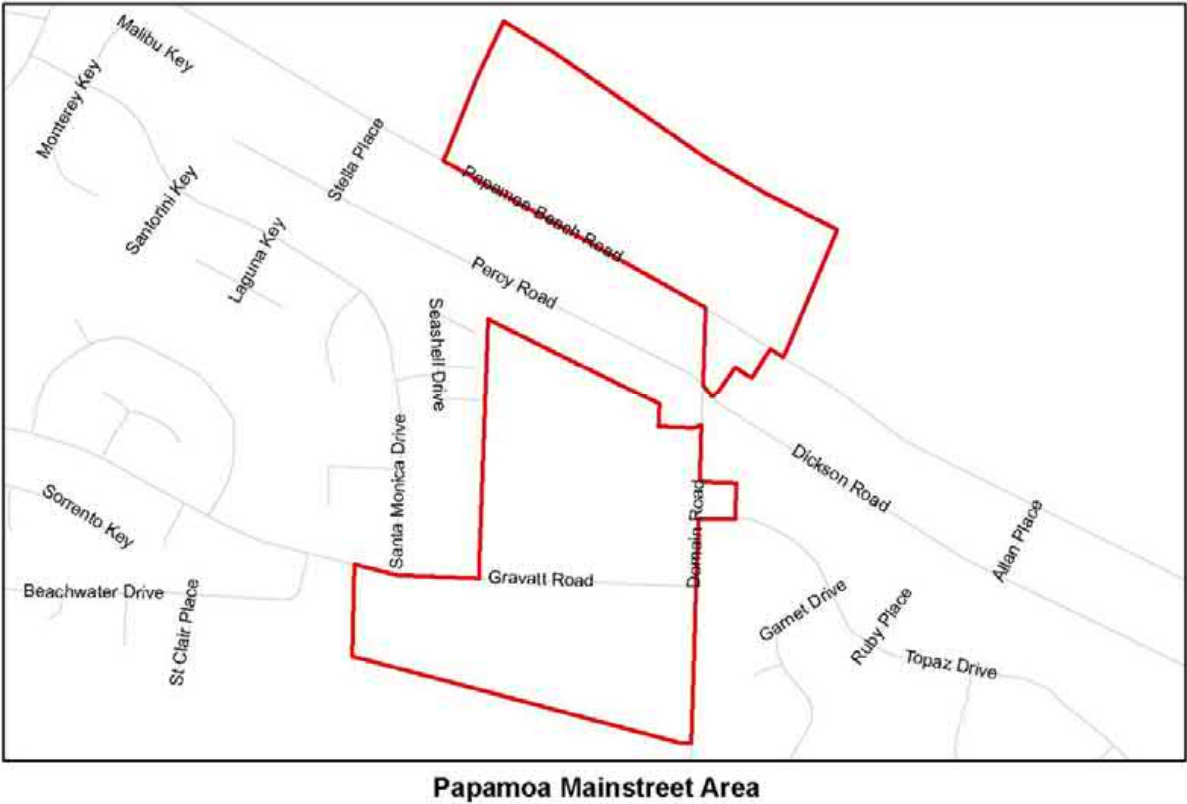 Malibu Key
Monterey Key
Stella Place
Santorini Key
Papamoa Beach Road
Laguna Key
Percy Road
Seashell Drive
Santa Monica Drive
Dickson Road
Sorrento Key
Domain Road
Allan Place
Gravatt Road
Beachwater Drive
St Clair Place
Garnet Drive
Ruby Place
Topaz Drive
Papamoa Mainstreet Area